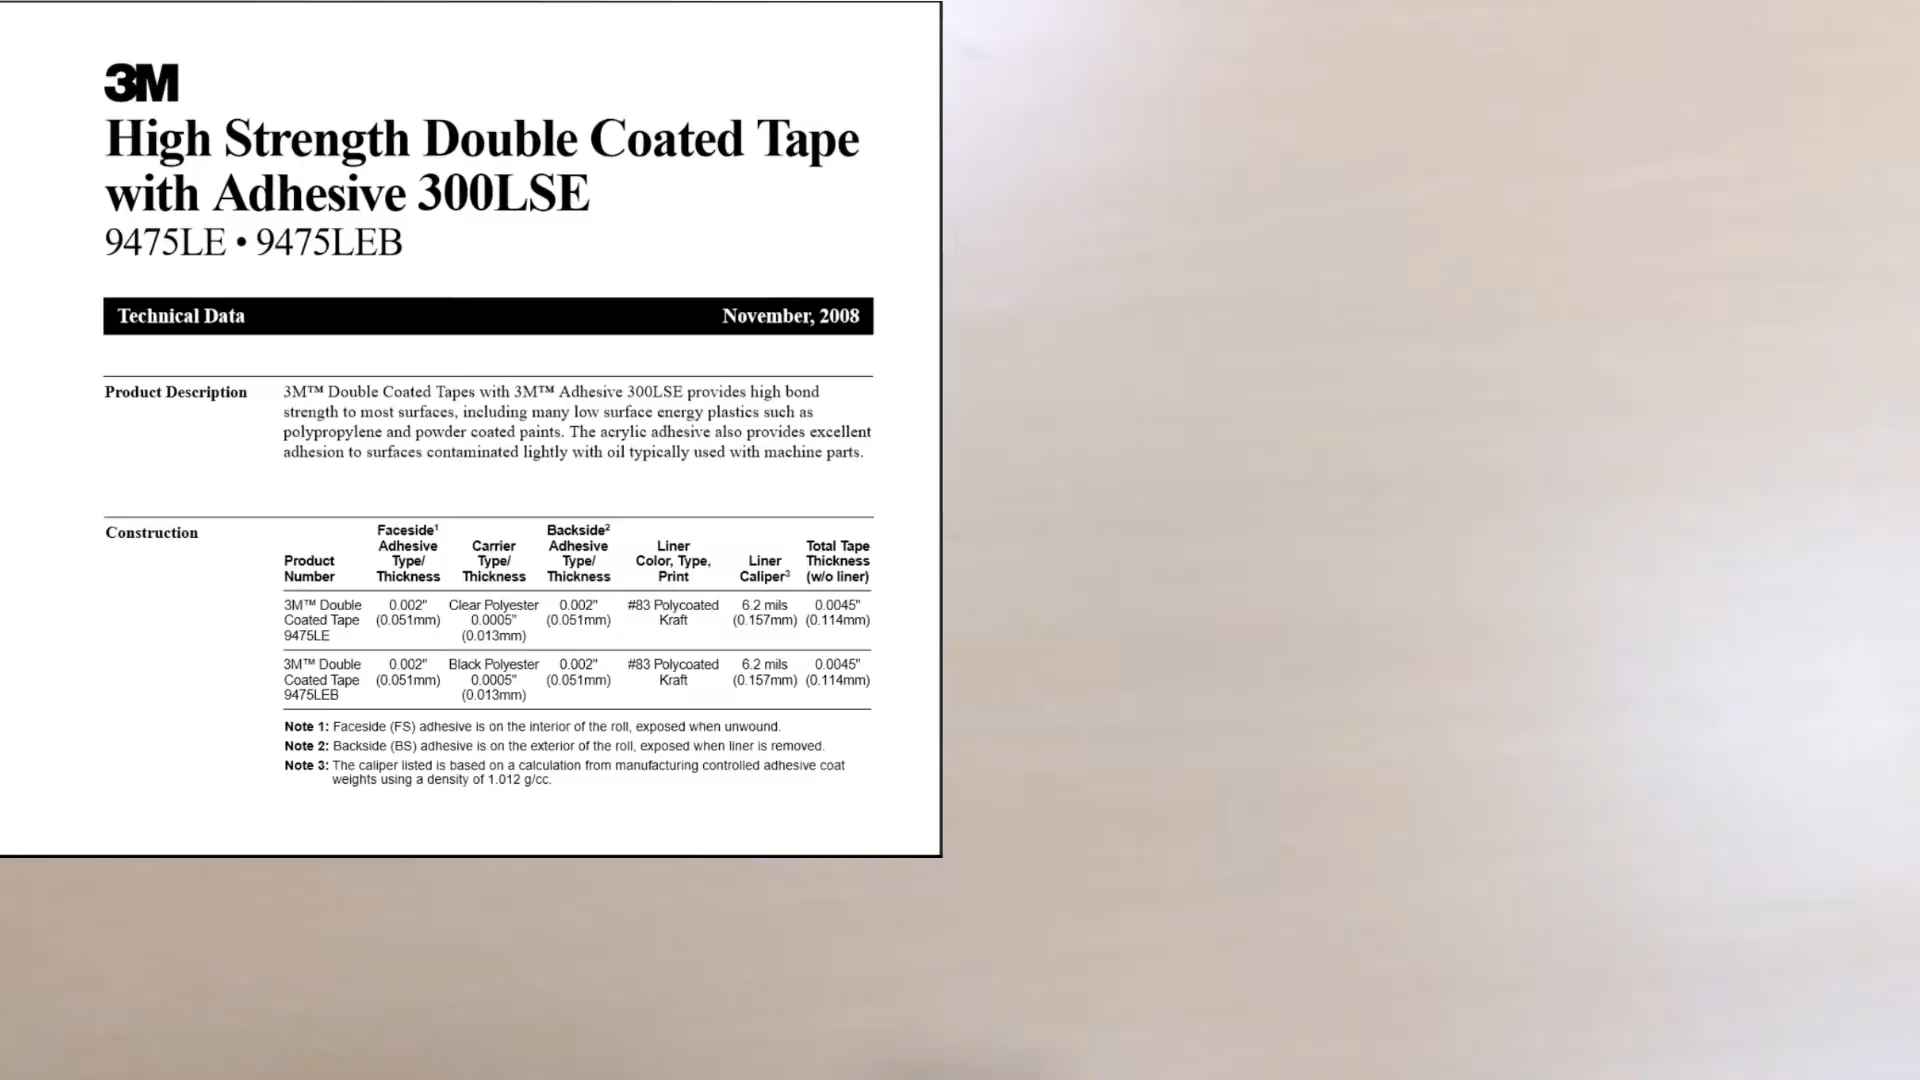 3M
High Strength Double Coated Tape
with Adhesive 300LSE
9475LE • 9475LEB
Technical Data November, 2008
Product Description
3M™ Double Coated Tapes with 3M™ Adhesive 300LSE provides high bond
strength to most surfaces, including many low surface energy plastics such as
polypropylene and powder coated paints. The acrylic adhesive also provides excellent
adhesion to surfaces contaminated lightly with oil typically used with machine parts.
Construction
Product
Number
Faceside1
Adhesive
Type/
Thickness
Carrier
Type/
Thickness
Backside2
Adhesive
Type/
Thickness
Liner
Color, Type,
Print
Liner
Caliper3
Total Tape
Thickness
(w/o liner)
3M™ Double 0.002" Clear Polyester 0.002" #83 Polycoated 6.2 mils 0.0045"
Coated Tape (0.051mm) 0.0005" (0.051mm) Kraft (0.157mm) (0.114mm)
9475LE (0.013mm)
3M™ Double 0.002" Black Polyester 0.002" #83 Polycoated 6.2 mils 0.0045"
Coated Tape (0.051mm) 0.0005" (0.051mm) Kraft (0.157mm) (0.114mm)
9475LEB (0.013mm)
Note 1: Faceside (FS) adhesive is on the interior of the roll, exposed when unwound.
Note 2: Backside (BS) adhesive is on the exterior of the roll, exposed when liner is removed.
Note 3: The caliper listed is based on a calculation from manufacturing controlled adhesive coat
weights using a density of 1.012 g/cc.